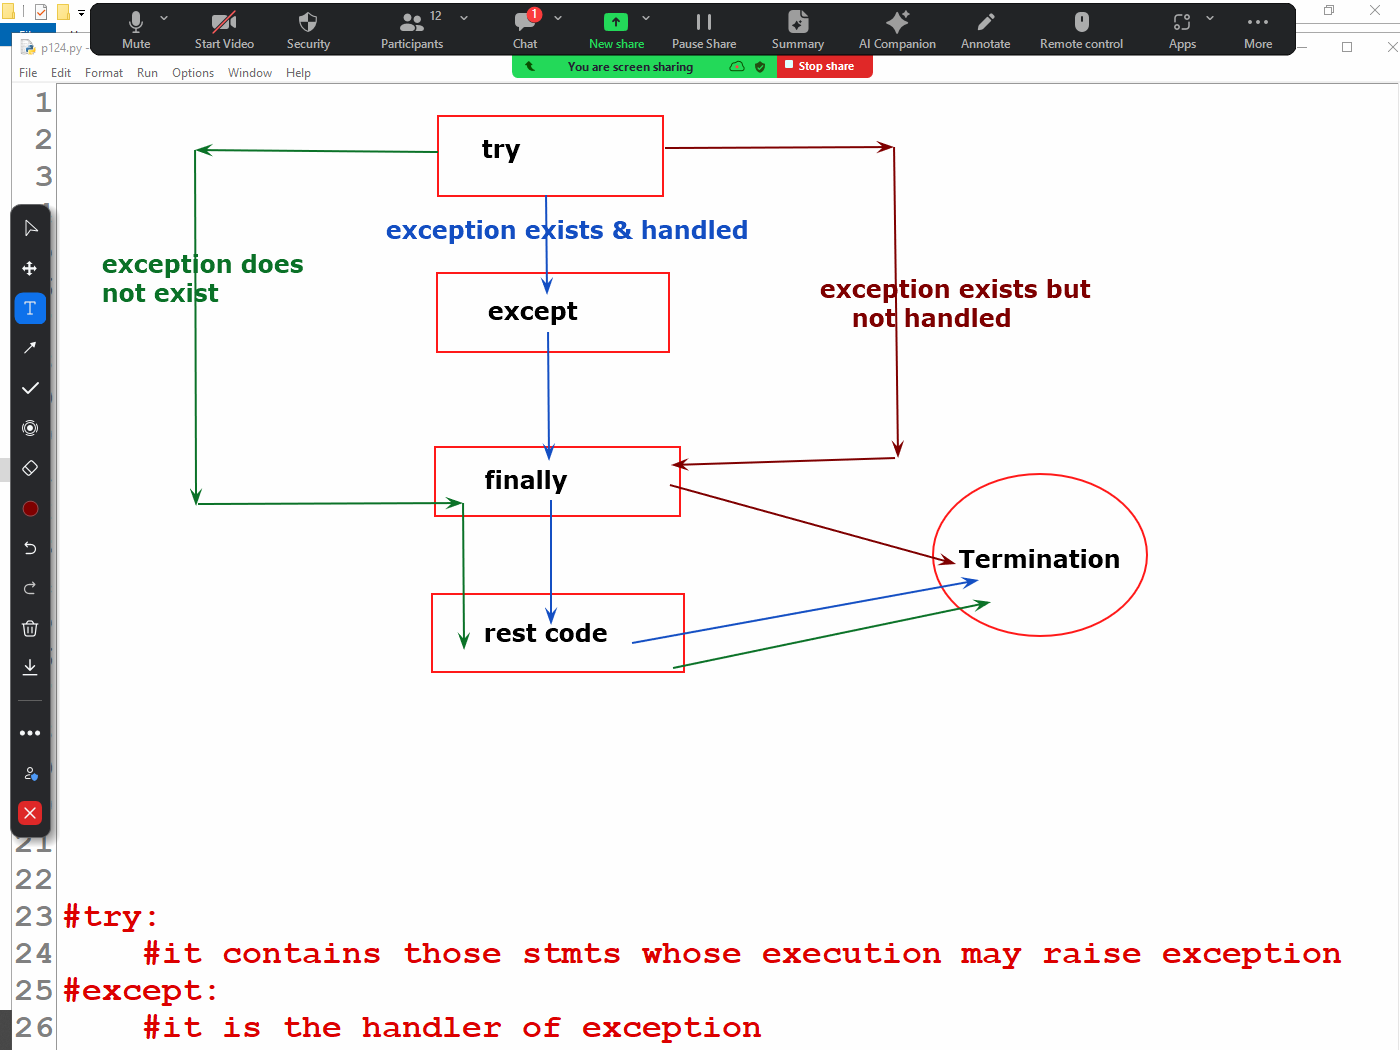 Mute
Start Video
Security
Participants
12
Chat
1
New share
Pause Share
Summary
AI Companion
Annotate
Remote control
Apps
More
p124.py
You are screen sharing
Stop share
File Edit Format Run Options Window Help
1
2
3
try
exception exists & handled
exception does
not exist
except
exception exists but
not handled
finally
Termination
rest code
21
22
23 #try:
24 #it contains those stmts whose execution may raise exception
25 #except:
26 #it is the handler of exception